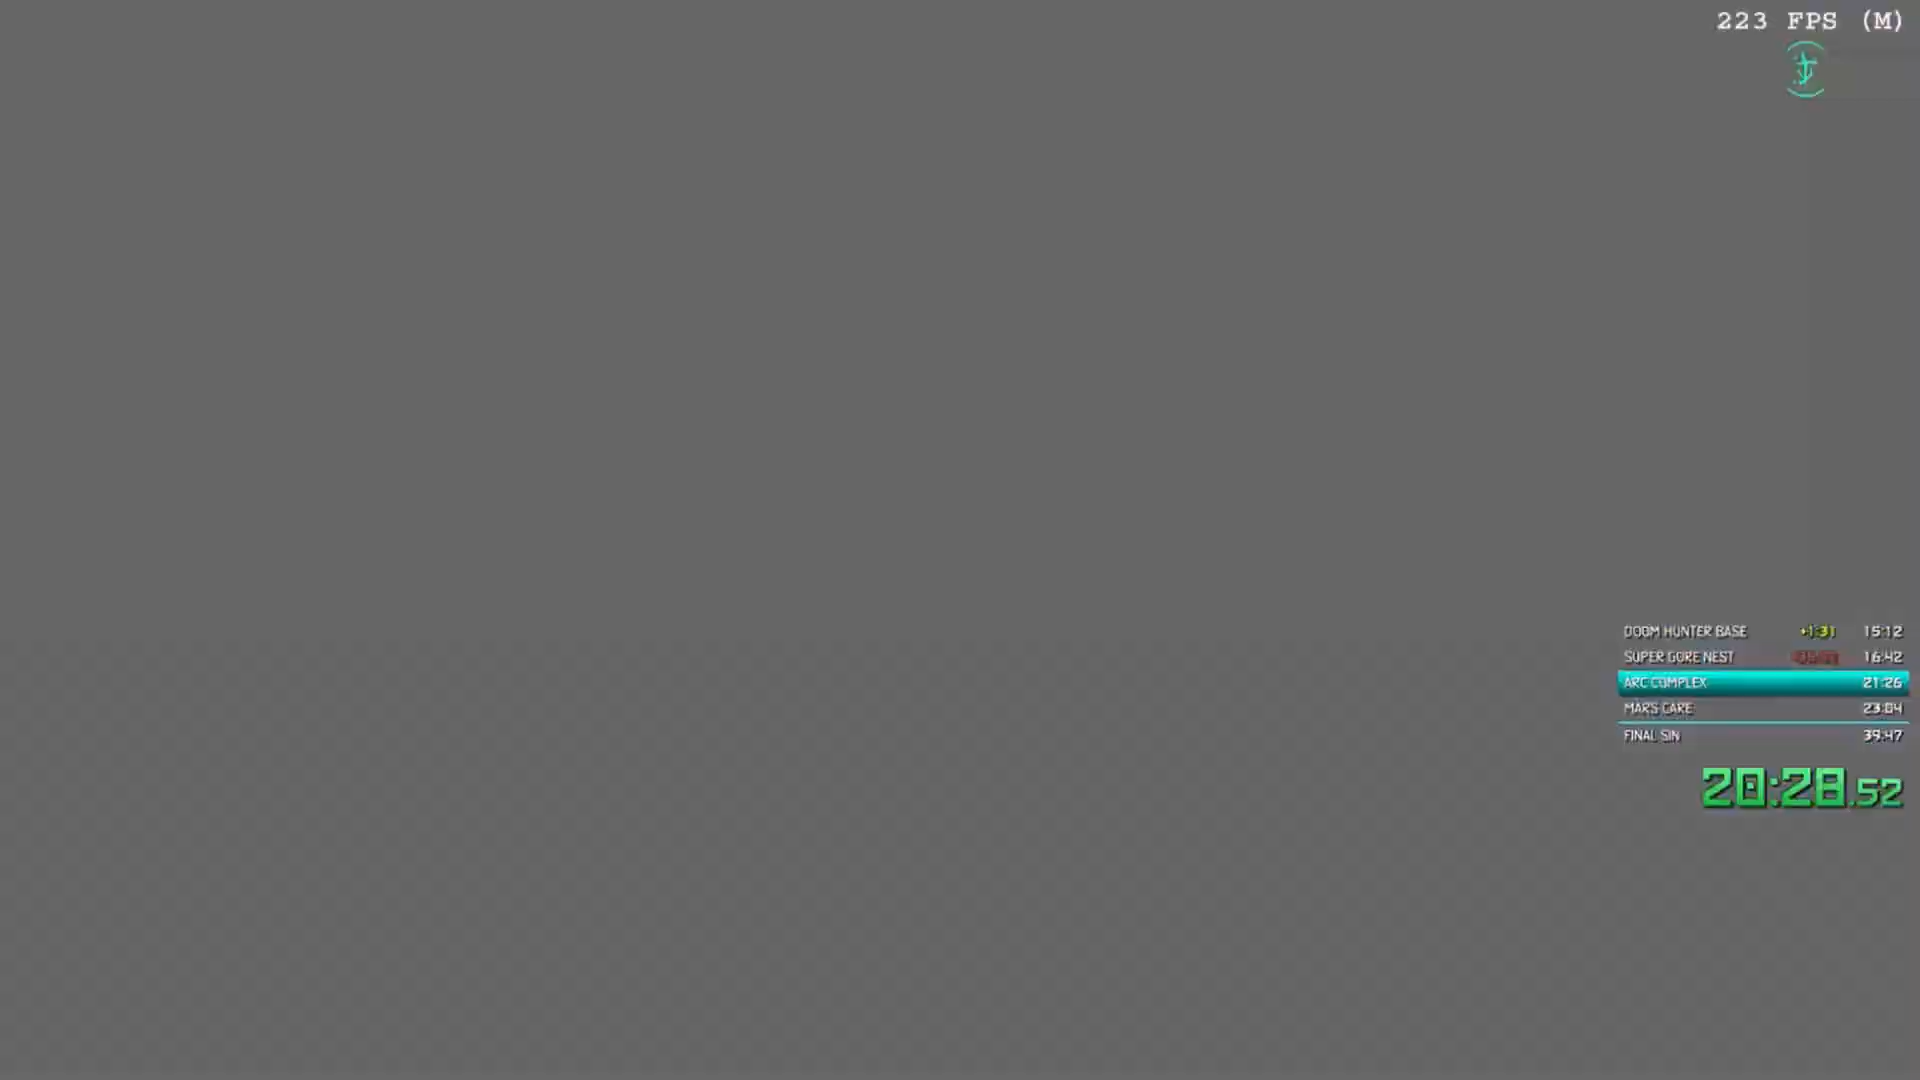 223 FPS (M)
DOOM HUNTER BASE +1:31 15:12
SUPER GORE NEST 16:42
ARC COMPLEX 21:26
MARS CARE 23:04
FINAL SIN 39:47
20:28.52